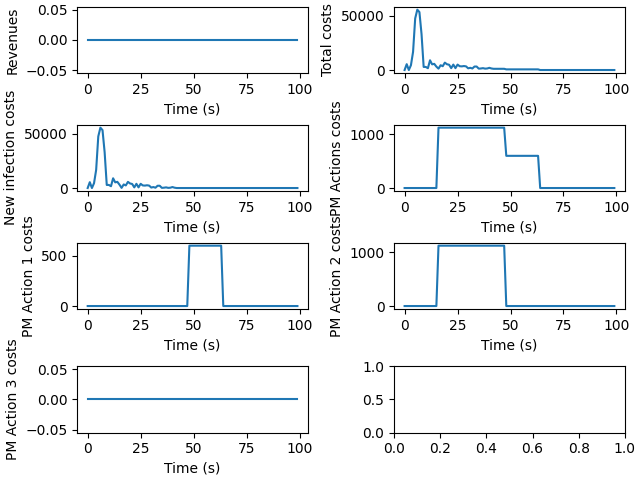 Revenues
0.05
0.00
−0.05
0 25 50 75 100
Time (s)
Total costs
50000
0
0 25 50 75 100
Time (s)
New infection costs
50000
0
0 25 50 75 100
Time (s)
PM Actions costs
1000
0
0 25 50 75 100
Time (s)
PM Action 1 costs
500
0
0 25 50 75 100
Time (s)
PM Action 2 costs
1000
0
0 25 50 75 100
Time (s)
PM Action 3 costs
0.05
0.00
−0.05
0 25 50 75 100
Time (s)
1.0
0.5
0.0
0.0 0.2 0.4 0.6 0.8 1.0